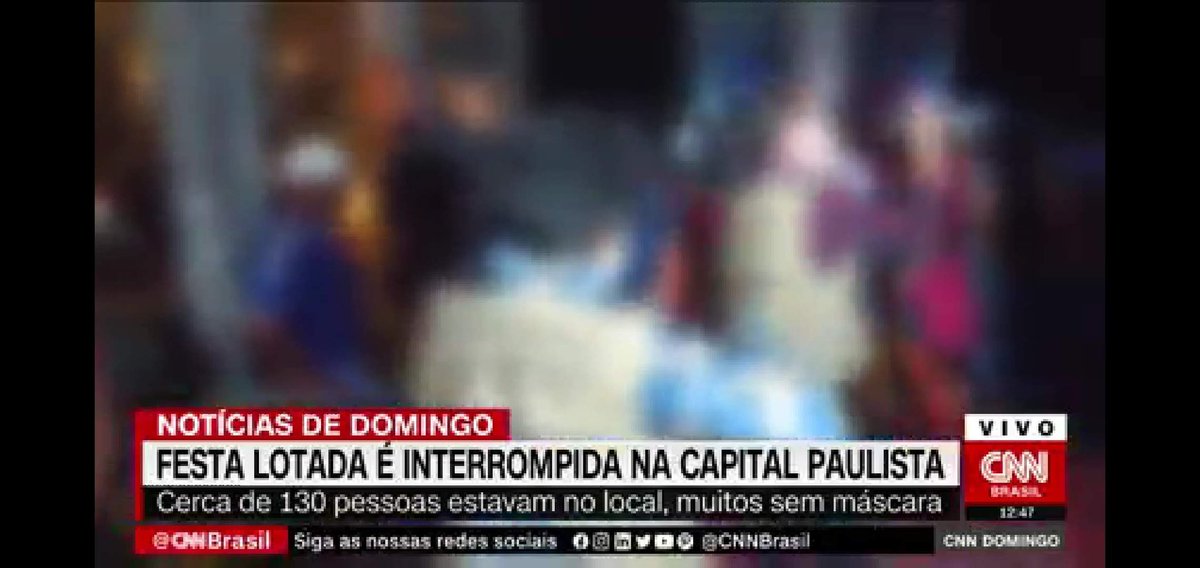 NOTÍCIAS DE DOMINGO
FESTA LOTADA É INTERROMPIDA NA CAPITAL PAULISTA
Cerca de 130 pessoas estavam no local, muitos sem máscara
Siga as nossas redes sociais @CNNBrasil
VIVO
CNN
BRASIL
12:47
CNN DOMINGO